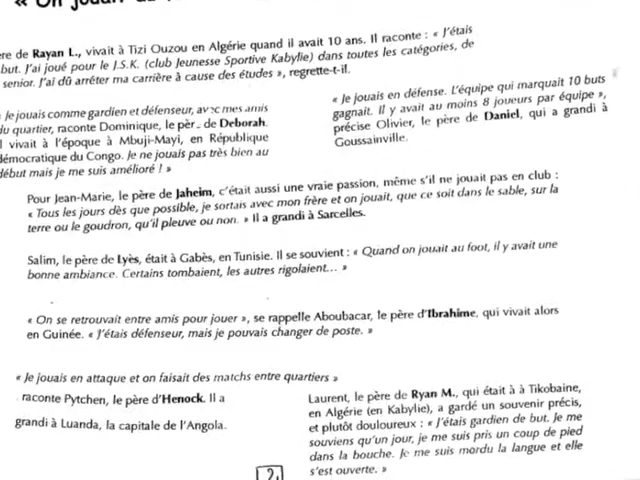 « On jouait
re de Rayan L., vivait à Tizi Ouzou en Algérie quand il avait 10 ans. Il raconte : « J'étais
but. J'ai joué pour le J.S.K. (club Jeunesse Sportive Kabylie) dans toutes les catégories, de
senior. J'ai dû arréter ma carrière à cause des études », regrette-t-il.
Je jouais comme gardien et défenseur, avec mes amis
du quartier, raconte Dominique, le père de Deborah.
l vivait à l'époque à Mbuji-Mayi, en République
démocratique du Congo. Je ne jouais pas très bien au
début mais je me suis amélioré ! »
« Je jouais en défense. L'équipe qui marquait 10 buts
gagnait. Il y avait au moins 8 joueurs par équipe »,
précise Olivier, le père de Daniel, qui a grandi à
Goussainville.
Pour Jean-Marie, le père de Jaheim, c'était aussi une vraie passion, même s'il ne jouait pas en club :
« Tous les jours dès que possible, je sortais avec mon frère et on jouait, que ce soit dans le sable, sur la
terre ou le goudron, qu'il pleuve ou non. » Il a grandi à Sarcelles.
Salim, le père de Lyès, était à Gabès, en Tunisie. Il se souvient : « Quand on jouait au foot, il y avait une
bonne ambiance. Certains tombaient, les autres rigolaient... »
« On se retrouvait entre amis pour jouer », se rappelle Aboubacar, le père d'Ibrahime, qui vivait alors
en Guinée. « J'étais défenseur, mais je pouvais changer de poste. »
« Je jouais en attaque et on faisait des matchs entre quartiers »
raconte Pytchen, le père d'Henock. Il a
grandi à Luanda, la capitale de l'Angola.
Laurent, le père de Ryan M., qui était à à Tikobaine,
en Algérie (en Kabylie), a gardé un souvenir précis,
et plutôt douloureux : « J'étais gardien de but. Je me
souviens qu'un jour, je me suis pris un coup de pied
dans la bouche. Je me suis mordu la langue et elle
s'est ouverte. »
2